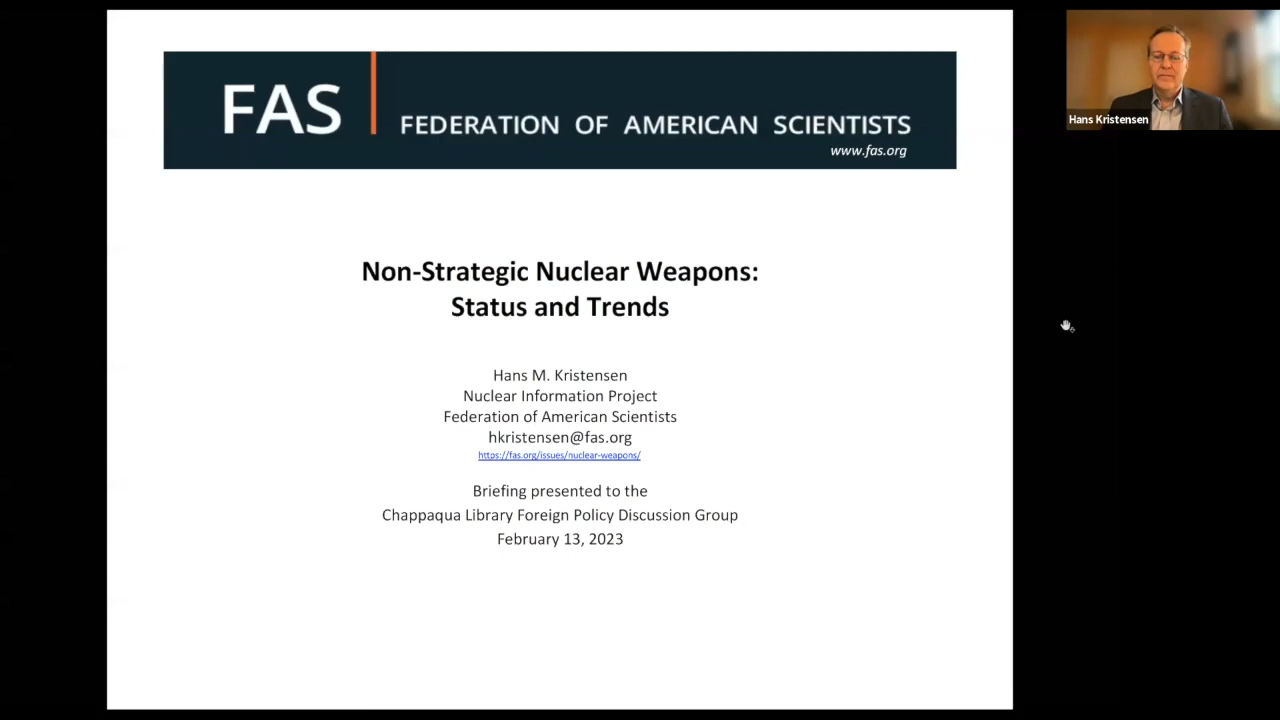 FAS
FEDERATION OF AMERICAN SCIENTISTS
www.fas.org
Non-Strategic Nuclear Weapons:
Status and Trends
Hans M. Kristensen
Nuclear Information Project
Federation of American Scientists
hkristensen@fas.org
https://fas.org/issues/nuclear-weapons/
Briefing presented to the
Chappaqua Library Foreign Policy Discussion Group
February 13, 2023
Hans Kristensen